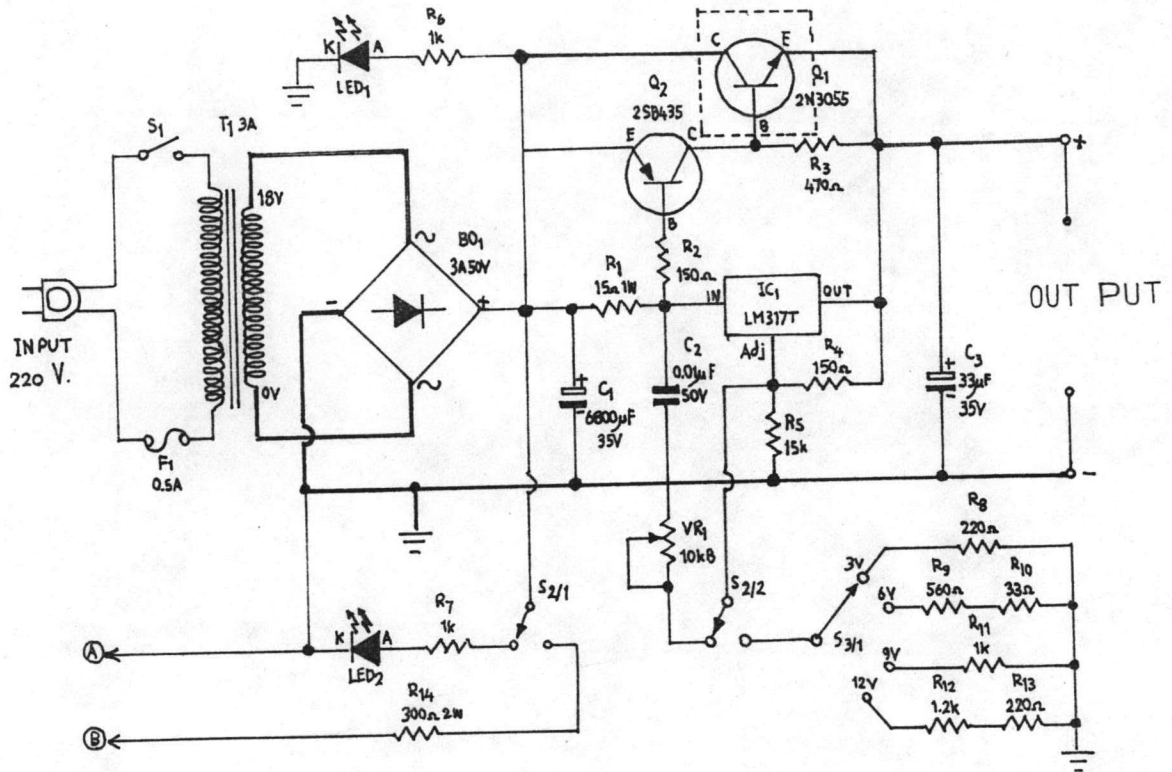 R6
1k
K
A
LED1
C
E
Q1
2N3055
B
Q2
2SB435
E
C
B
R3
470Ω
+
S1
T1 3A
18V
0V
~
BD1
3A50V
-
+
~
INPUT
220 V.
F1
0.5A
R1
15Ω 1W
R2
150Ω
IN
IC1
LM317T
OUT
Adj
R4
150Ω
OUT PUT
+
C1
-
6800µF
35V
C2
0.01µF
50V
R5
15k
+
C3
33µF
-
35V
-
VR1
10kB
S2/1
S2/2
S3/1
3V
R8
220Ω
6V
R9
560Ω
R10
33Ω
9V
R11
1k
12V
R12
1.2k
R13
220Ω
A
K
A
LED2
R7
1k
B
R14
300Ω 2W